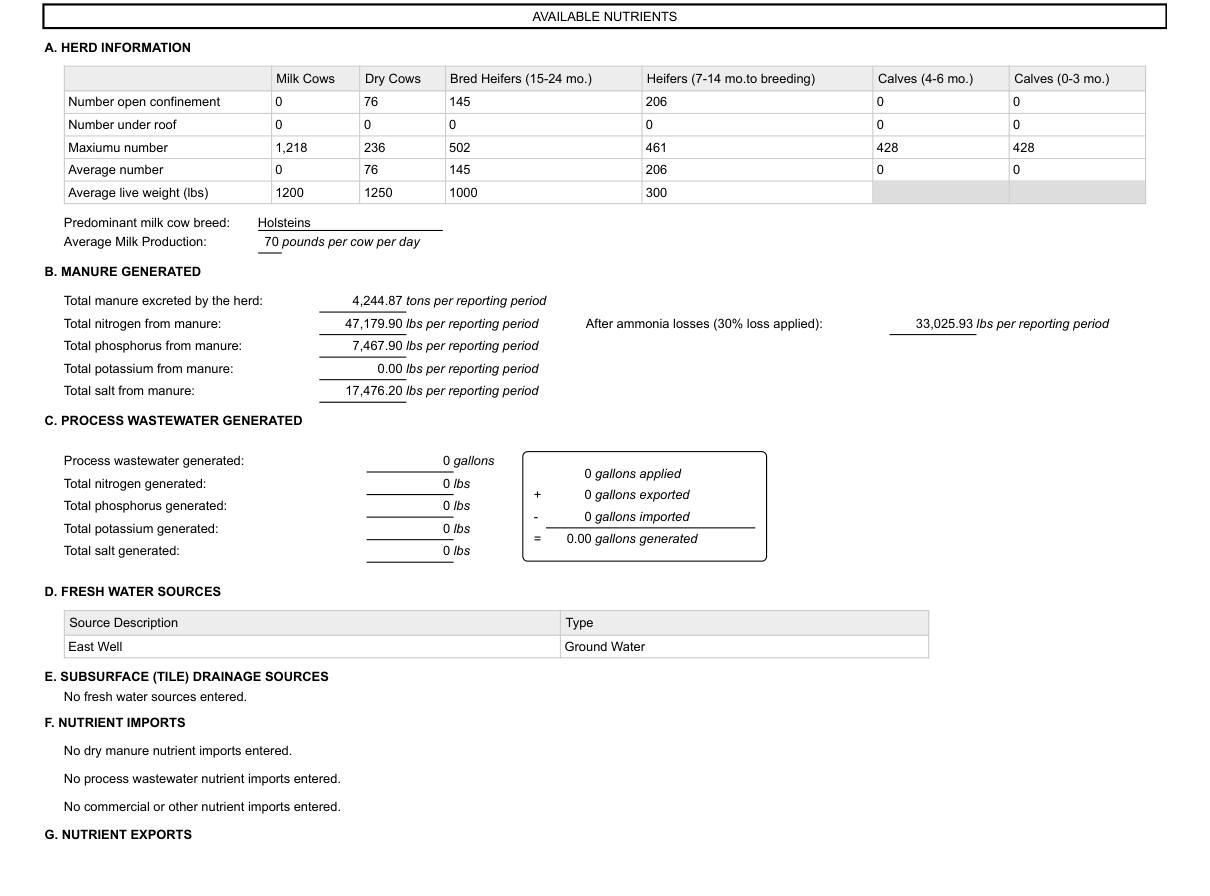 AVAILABLE NUTRIENTS
A. HERD INFORMATION
Milk Cows Dry Cows Bred Heifers (15-24 mo.) Heifers (7-14 mo.to breeding) Calves (4-6 mo.) Calves (0-3 mo.)
Number open confinement 0 76 145 206 0 0
Number under roof 0 0 0 0 0 0
Maxiumu number 1,218 236 502 461 428 428
Average number 0 76 145 206 0 0
Average live weight (lbs) 1200 1250 1000 300
Predominant milk cow breed: Holsteins
Average Milk Production: 70 pounds per cow per day
B. MANURE GENERATED
Total manure excreted by the herd: 4,244.87 tons per reporting period
Total nitrogen from manure: 47,179.90 lbs per reporting period After ammonia losses (30% loss applied): 33,025.93 lbs per reporting period
Total phosphorus from manure: 7,467.90 lbs per reporting period
Total potassium from manure: 0.00 lbs per reporting period
Total salt from manure: 17,476.20 lbs per reporting period
C. PROCESS WASTEWATER GENERATED
Process wastewater generated: 0 gallons
Total nitrogen generated: 0 lbs
Total phosphorus generated: 0 lbs
Total potassium generated: 0 lbs
Total salt generated: 0 lbs
0 gallons applied
+ 0 gallons exported
- 0 gallons imported
= 0.00 gallons generated
D. FRESH WATER SOURCES
Source Description Type
East Well Ground Water
E. SUBSURFACE (TILE) DRAINAGE SOURCES
No fresh water sources entered.
F. NUTRIENT IMPORTS
No dry manure nutrient imports entered.
No process wastewater nutrient imports entered.
No commercial or other nutrient imports entered.
G. NUTRIENT EXPORTS